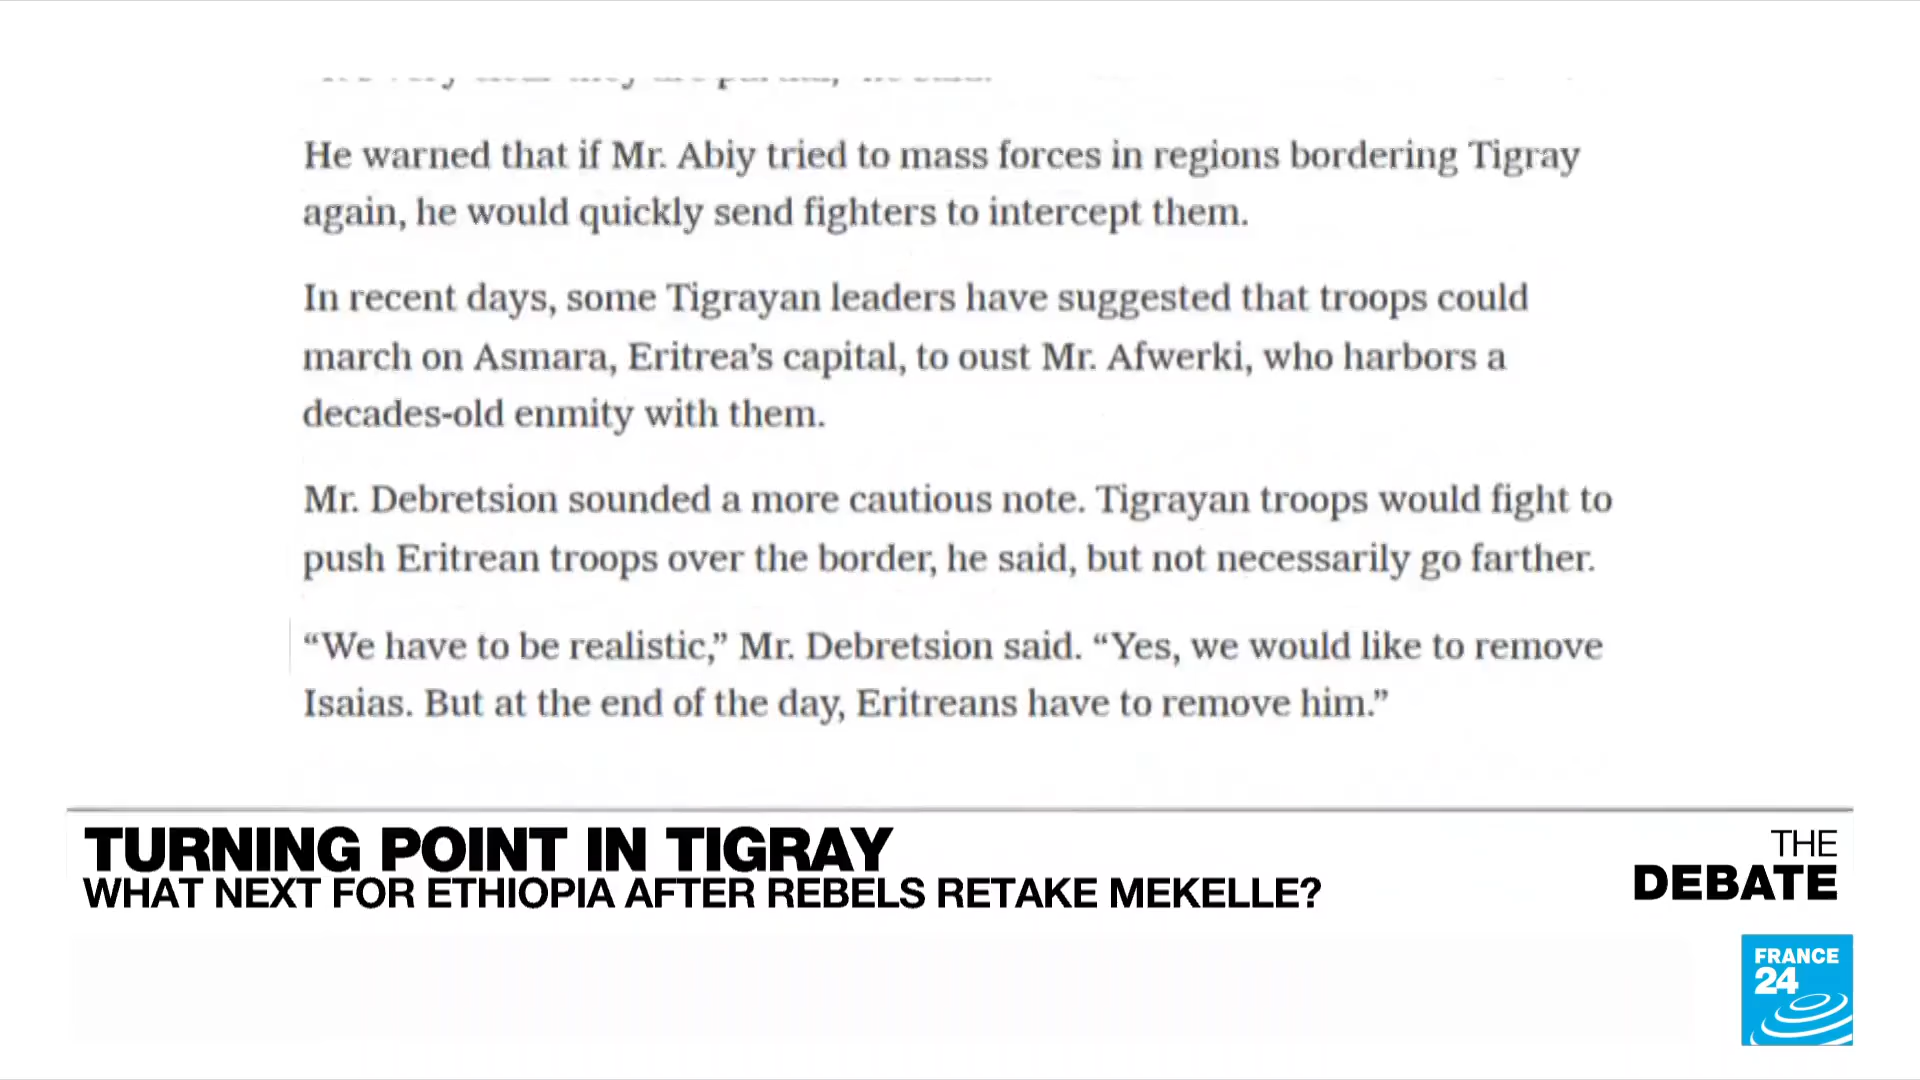 He warned that if Mr. Abiy tried to mass forces in regions bordering Tigray
again, he would quickly send fighters to intercept them.
In recent days, some Tigrayan leaders have suggested that troops could
march on Asmara, Eritrea’s capital, to oust Mr. Afwerki, who harbors a
decades-old enmity with them.
Mr. Debretsion sounded a more cautious note. Tigrayan troops would fight to
push Eritrean troops over the border, he said, but not necessarily go farther.
“We have to be realistic,” Mr. Debretsion said. “Yes, we would like to remove
Isaias. But at the end of the day, Eritreans have to remove him.”
TURNING POINT IN TIGRAY
WHAT NEXT FOR ETHIOPIA AFTER REBELS RETAKE MEKELLE?
THE
DEBATE
FRANCE
24